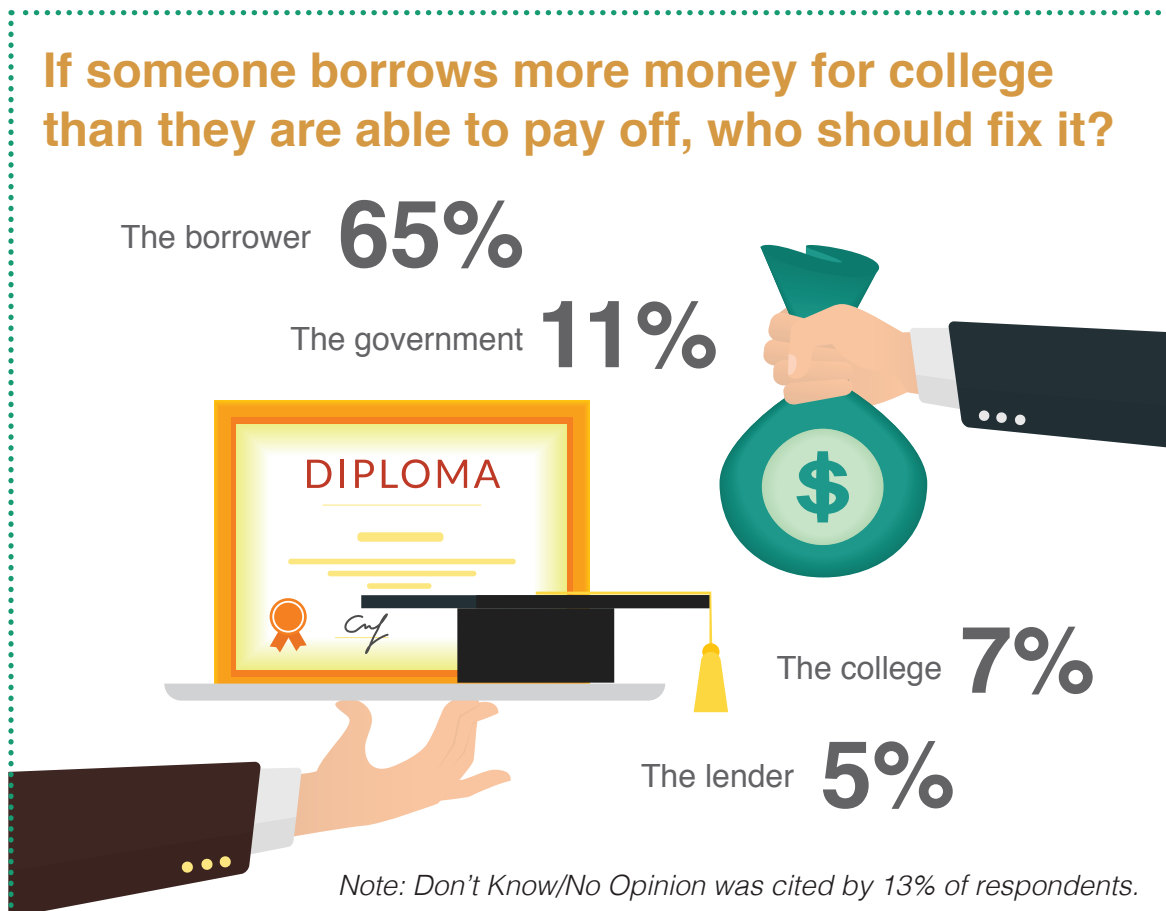 If someone borrows more money for college
than they are able to pay off, who should fix it?
The borrower 65%
The government 11%
DIPLOMA
$
The college 7%
The lender 5%
Note: Don't Know/No Opinion was cited by 13% of respondents.